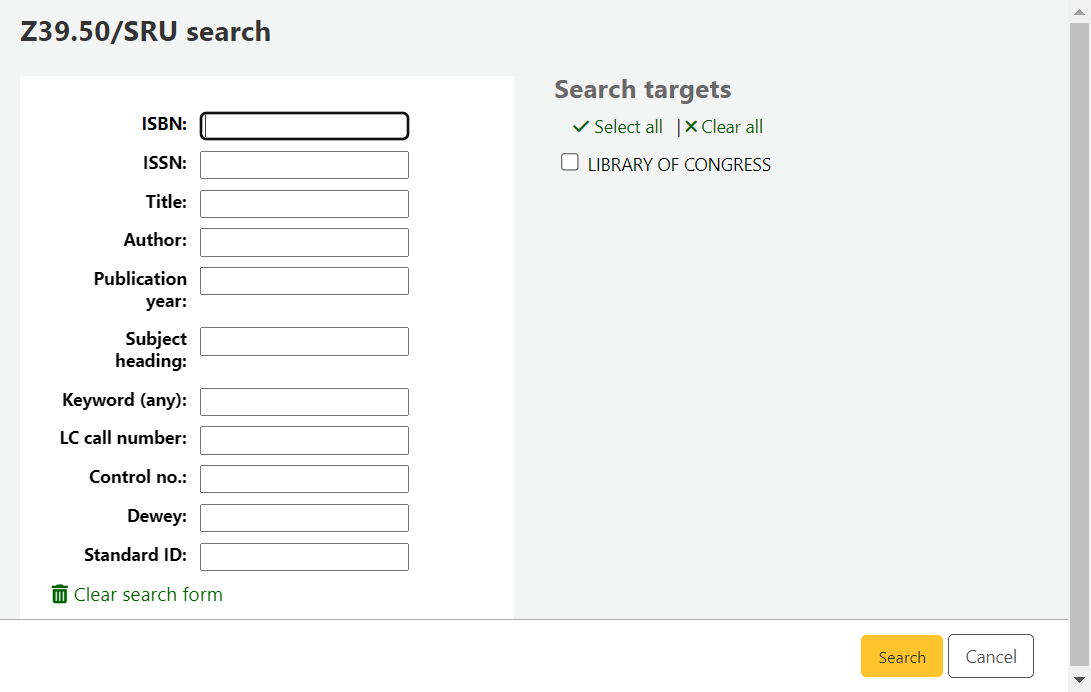 Z39.50/SRU search
ISBN:
ISSN:
Title:
Author:
Publication
year:
Subject
heading:
Keyword (any):
LC call number:
Control no.:
Dewey:
Standard ID:
Clear search form
Search targets
Select all | Clear all
LIBRARY OF CONGRESS
Search Cancel